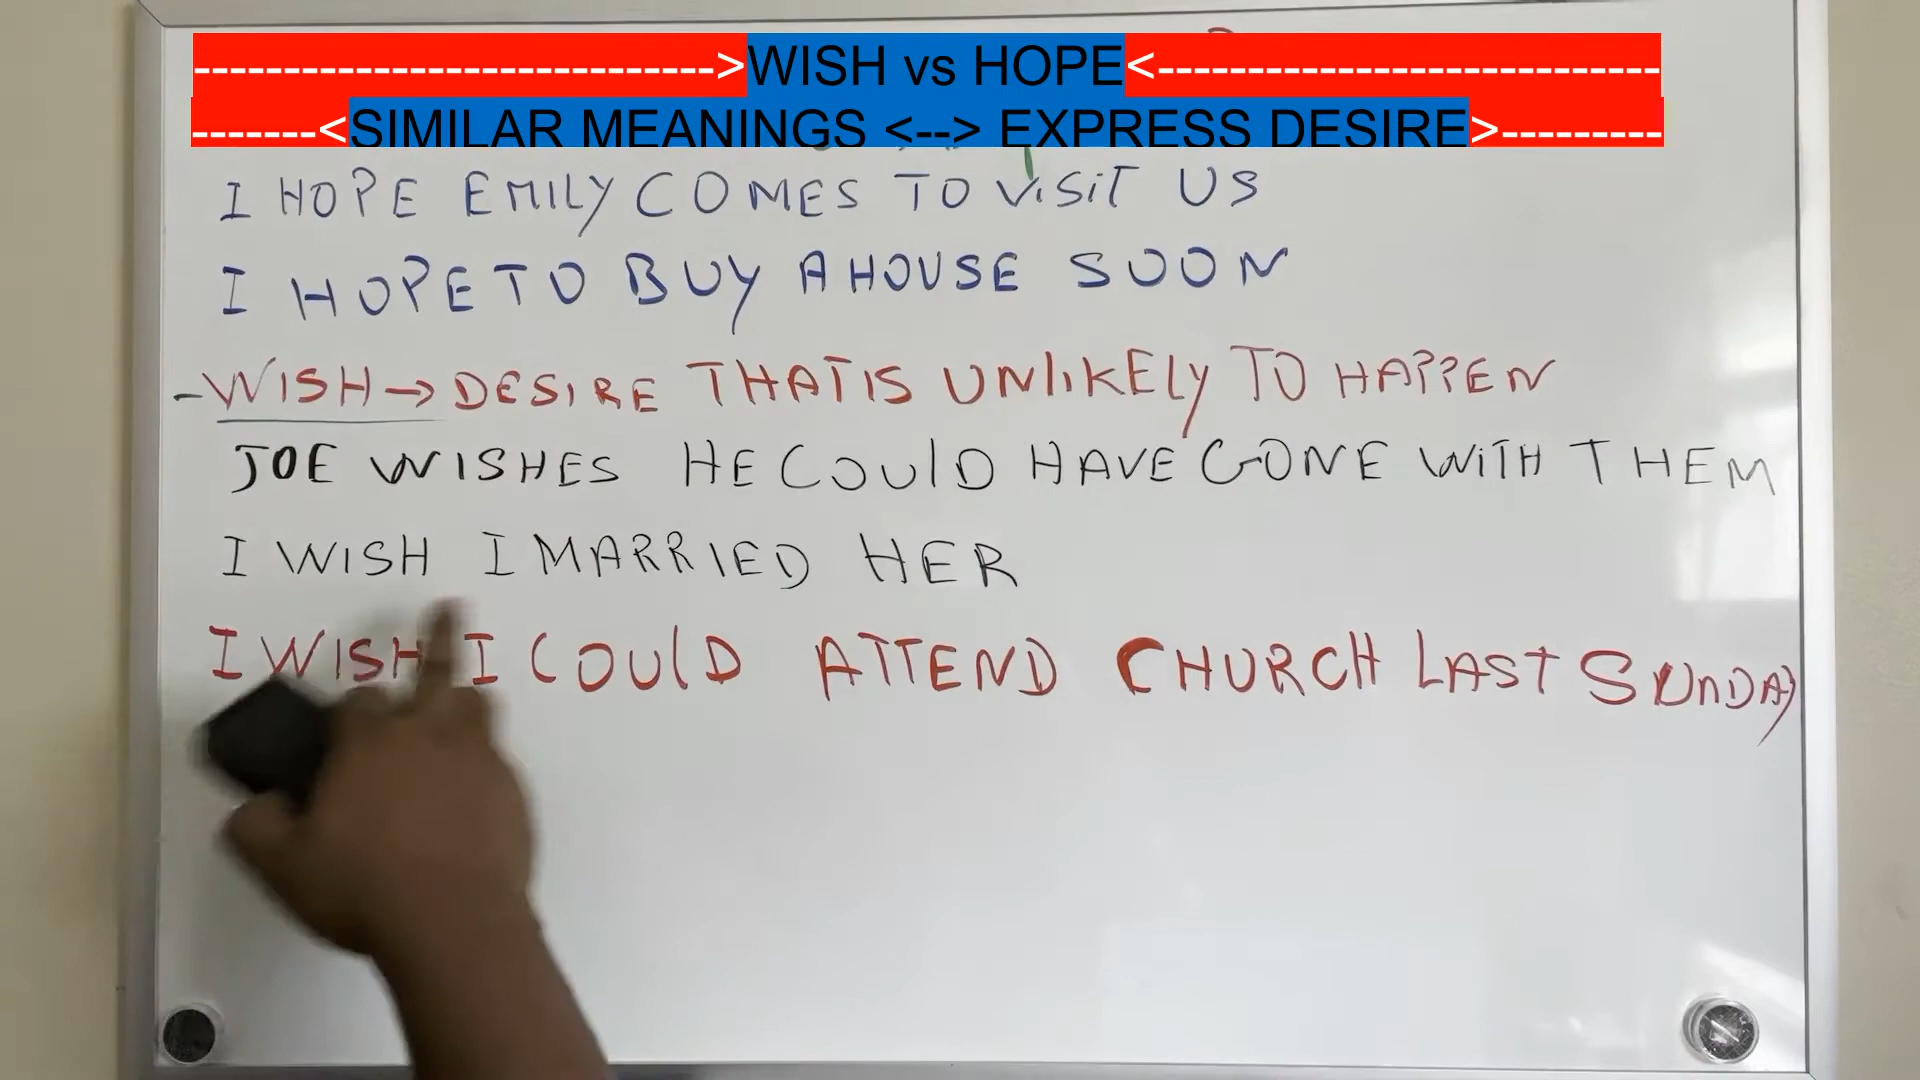 ---------------------------->WISH vs HOPE<---------------------------
-------<SIMILAR MEANINGS <--> EXPRESS DESIRE>---------
I HOPE EMILY COMES TO ViSiT US
I HOPE TO BUY A HOUSE SOON
-WISH→DESIRE THAT IS UNlIKELY TO HAPPEN
JOE WISHES HE COUlD HAVE GONE WiTH THEM
I WISH I MARRIED HER
I WISH I COUlD ATTEND CHURCH LAST SUnDAY